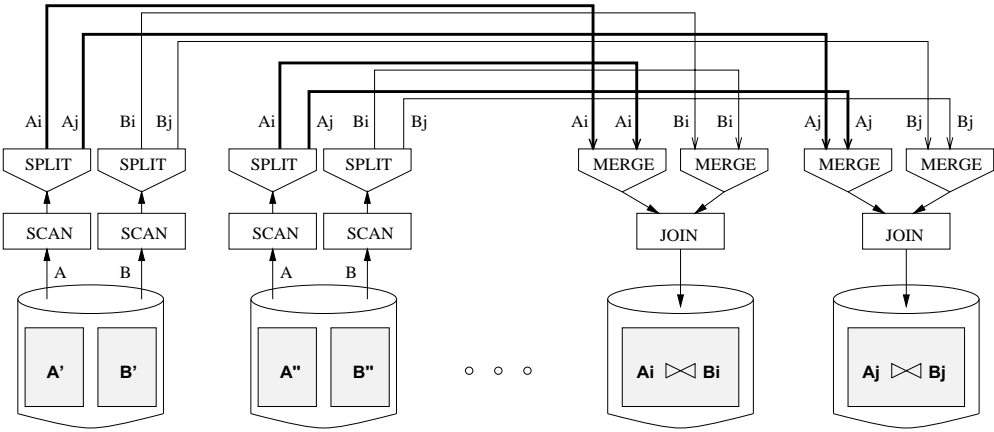 Ai Aj Bi Bj Ai Aj Bi Bj Ai Ai Bi Bi Aj Aj Bj Bj
SPLIT SPLIT SPLIT SPLIT MERGE MERGE MERGE MERGE
SCAN SCAN SCAN SCAN JOIN JOIN
A B A B
A' B' A" B" Ai ⋈ Bi Aj ⋈ Bj